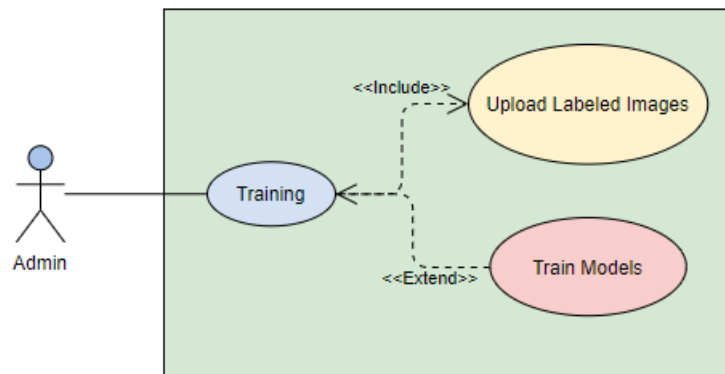 <<Include>>
Upload Labeled Images
Training
Admin
<<Extend>>
Train Models